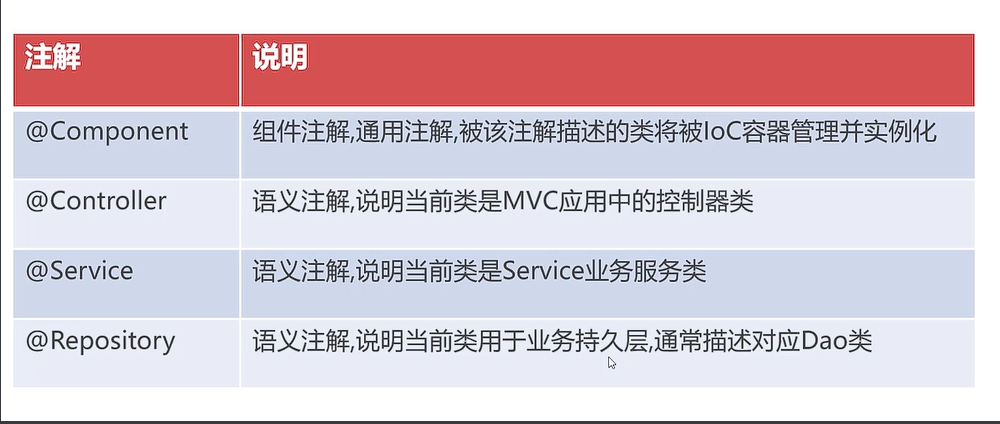 注解 说明
@Component 组件注解,通用注解,被该注解描述的类将被IoC容器管理并实例化
@Controller 语义注解,说明当前类是MVC应用中的控制器类
@Service 语义注解,说明当前类是Service业务服务类
@Repository 语义注解,说明当前类用于业务持久层,通常描述对应Dao类